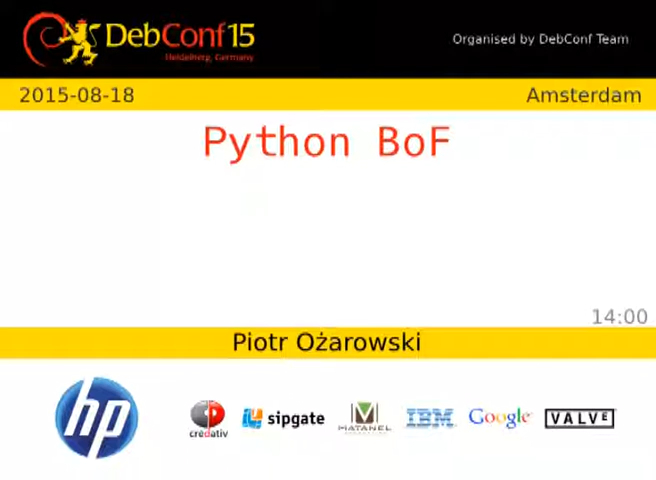 DebConf15
Heidelberg, Germany
Organised by DebConf Team
2015-08-18
Amsterdam
Python BoF
14:00
Piotr Ożarowski
hp
credativ
sipgate
MATANEL
IBM
Google
VALVE